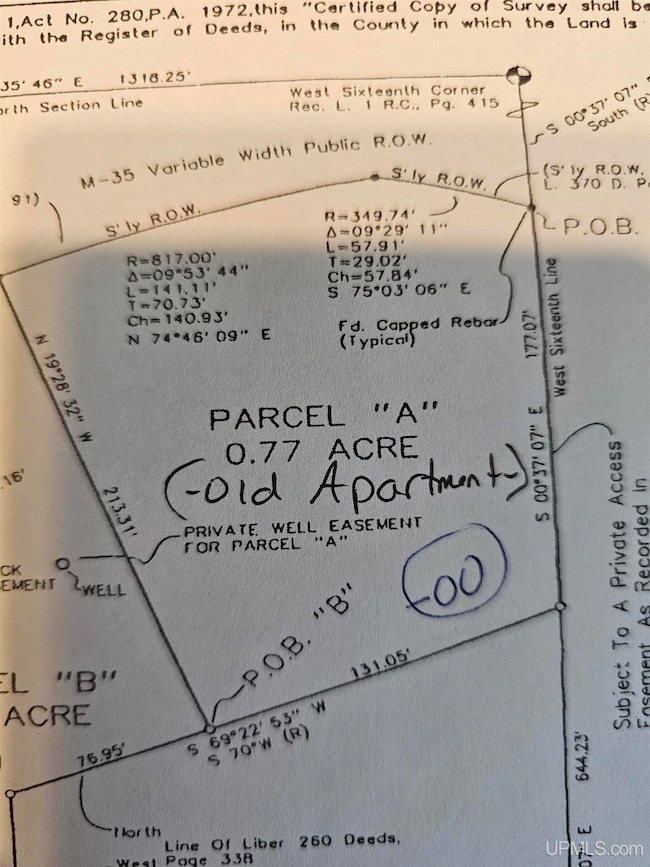 1,Act No. 280,P.A. 1972,this "Certified Copy of Survey shall be
ith the Register of Deeds, in the County in which the Land is
35' 46" E 1318.25'
orth Section Line
West Sixteenth Corner
Rec. L. 1 R.C., Pg. 415
S 00°37' 07"
South (R)
M-35 Variable Width Public R.O.W.
91)
S'ly R.O.W.
S'ly R.O.W.
(S'ly R.O.W.
L. 370 D. P
P.O.B.
R=817.00'
Δ=09°53' 44"
L=141.11'
T=70.73'
Ch=140.93'
N 74°46' 09" E
R=349.74'
Δ=09°29' 11"
L=57.91'
T=29.02'
Ch=57.84'
S 75°03' 06" E
Fd. Capped Rebar
(Typical)
177.07'
West Sixteenth Line
S 00°37' 07" E
N 19°28' 32" W
213.31'
PARCEL "A"
0.77 ACRE
(-Old Apartment-)
.16'
PRIVATE WELL EASEMENT
FOR PARCEL "A"
CK
EMENT
WELL
-00
P.O.B. "B"
131.05'
EL "B"
ACRE
S 69°22' 53" W
S 70°W (R)
76.95'
Subject To A Private Access
Easement As Recorded In
644.23'
07" E
North
Line Of Liber 260 Deeds,
West Page 338
UPMLS.com